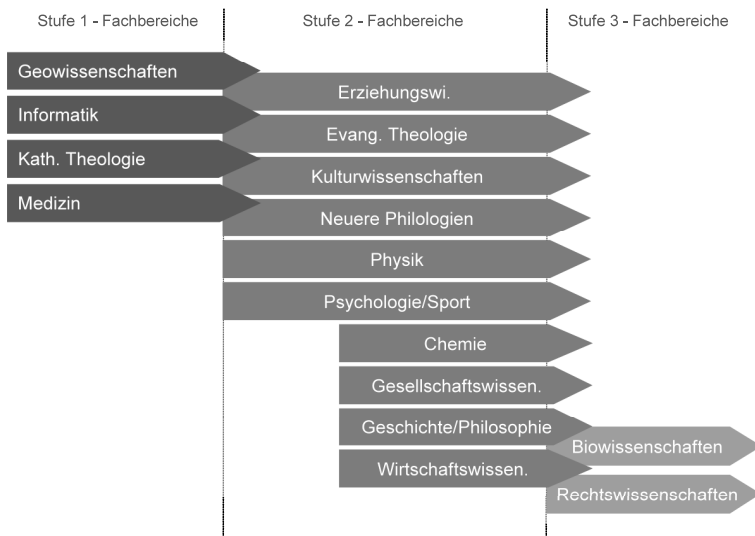 Stufe 1 - Fachbereiche
Stufe 2 - Fachbereiche
Stufe 3 - Fachbereiche
Geowissenschaften
Informatik
Kath. Theologie
Medizin
Erziehungswi.
Evang. Theologie
Kulturwissenschaften
Neuere Philologien
Physik
Psychologie/Sport
Chemie
Gesellschaftswissen.
Geschichte/Philosophie
Wirtschaftswissen.
Biowissenschaften
Rechtswissenschaften